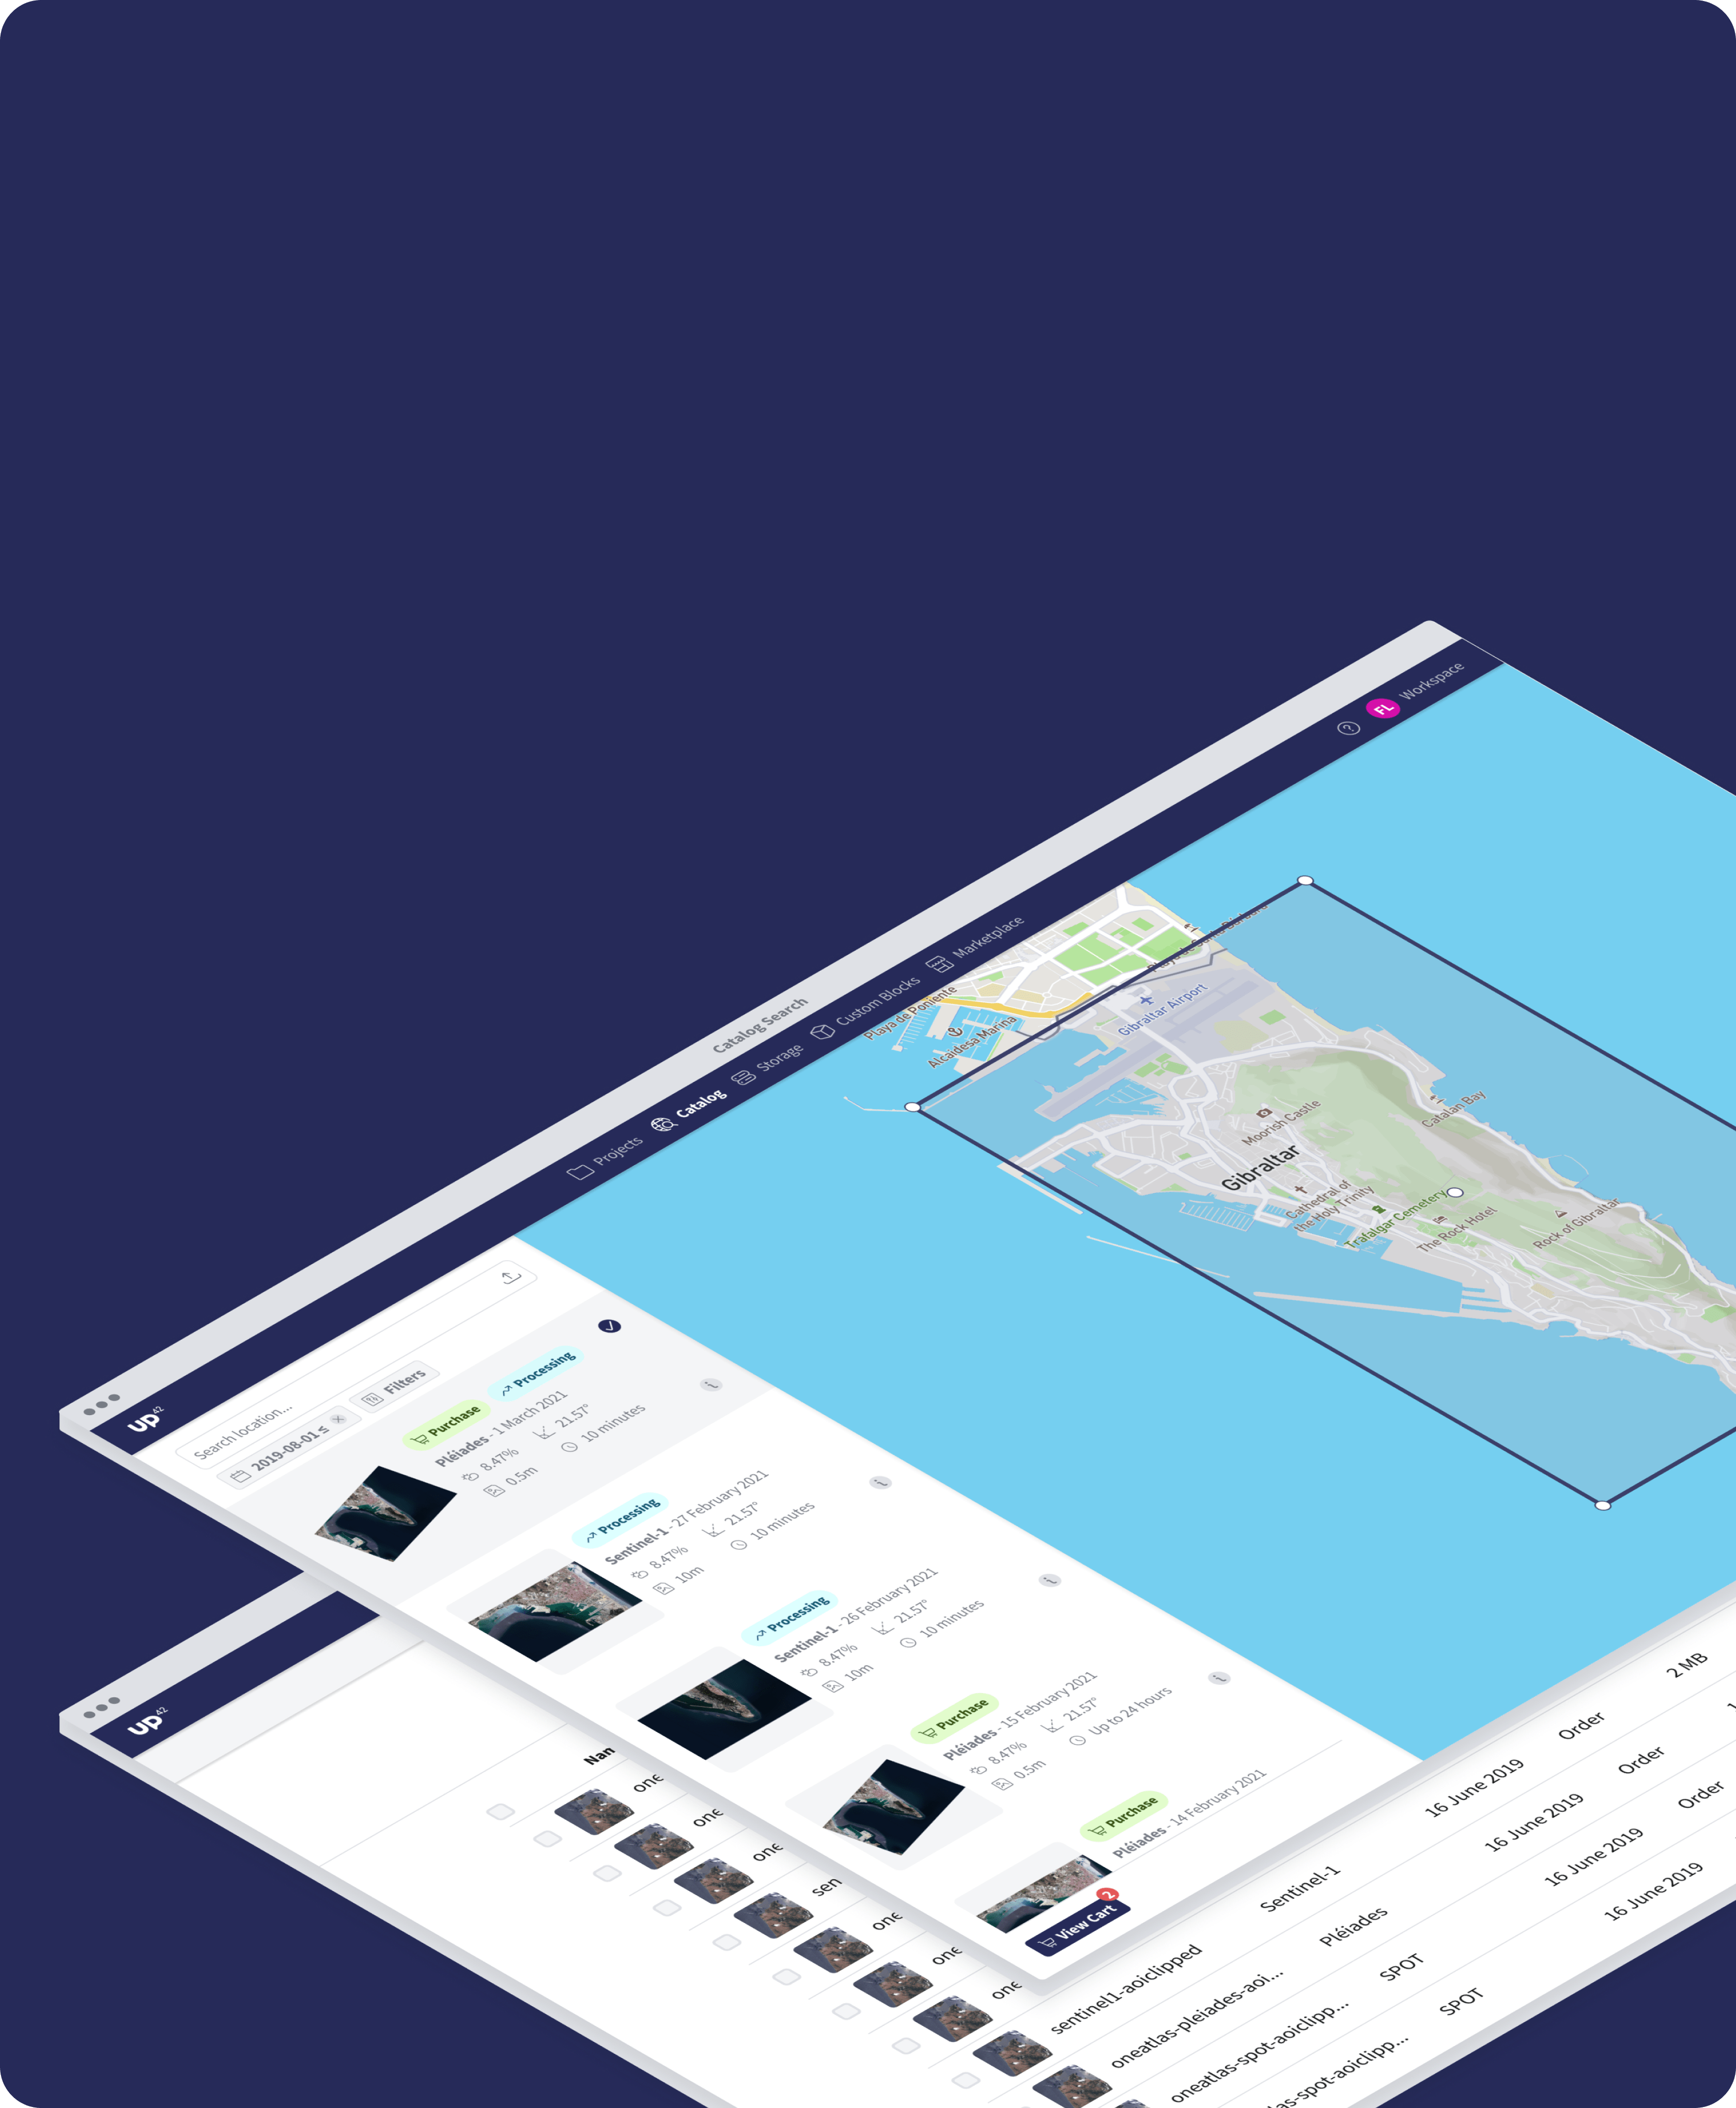 Catalog Search
up42
Projects
Catalog
Storage
Custom Blocks
Marketplace
?
FL
Workspace
Search location...
2019-08-01 ≤
Filters
Purchase
Processing
Pléiades - 1 March 2021
8.47%
21.57°
0.5m
10 minutes
Processing
Sentinel-1 - 27 February 2021
8.47%
21.57°
10m
10 minutes
Processing
Sentinel-1 - 26 February 2021
8.47%
21.57°
10m
10 minutes
Purchase
Pléiades - 15 February 2021
8.47%
21.57°
0.5m
Up to 24 hours
Purchase
Pléiades - 14 February 2021
View Cart
2
Playa de Poniente
Alcaidesa Marina
Gibraltar Airport
Moorish Castle
Catalan Bay
Gibraltar
Cathedral of
the Holy Trinity
Trafalgar Cemetery
The Rock Hotel
Rock of Gibraltar
up42
Nan
one
one
one
sen
one
one
one
2 MB
sentinel1-aoiclipped
Sentinel-1
16 June 2019
Order
oneatlas-pleiades-aoi...
Pléiades
16 June 2019
Order
oneatlas-spot-aoiclipp...
SPOT
16 June 2019
Order
las-spot-aoiclipp...
SPOT
16 June 2019